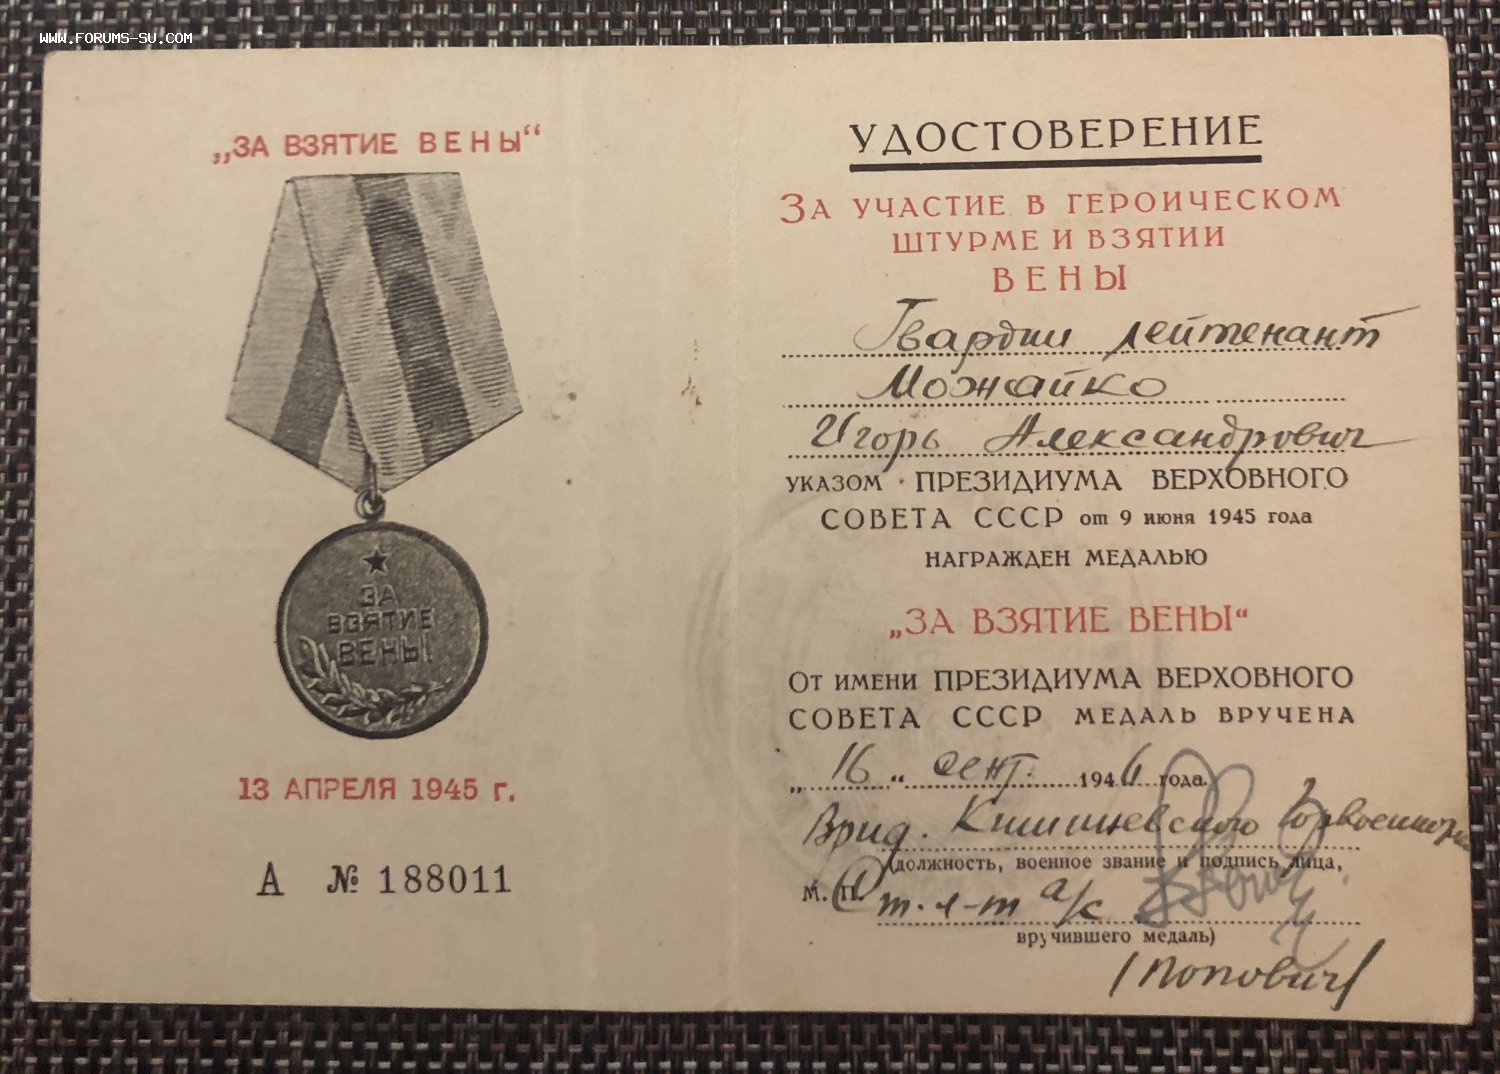 www.forums-su.com
„ЗА ВЗЯТИЕ ВЕНЫ“
ЗА
ВЗЯТИЕ
ВЕНЫ
13 АПРЕЛЯ 1945 г.
А № 188011
УДОСТОВЕРЕНИЕ
ЗА УЧАСТИЕ В ГЕРОИЧЕСКОМ
ШТУРМЕ И ВЗЯТИИ
ВЕНЫ
Гвардии лейтенант
Можайко
Игорь Александрович
УКАЗОМ ПРЕЗИДИУМА ВЕРХОВНОГО
СОВЕТА СССР от 9 июня 1945 года
НАГРАЖДЕН МЕДАЛЬЮ
„ЗА ВЗЯТИЕ ВЕНЫ“
ОТ ИМЕНИ ПРЕЗИДИУМА ВЕРХОВНОГО
СОВЕТА СССР МЕДАЛЬ ВРУЧЕНА
„16“ сент. 1946 года.
Врид. Кишиневского Горвоенком
(должность, военное звание и подпись лица,
М. П. ст. л-т а/с
вручившего медаль)
(Попович)